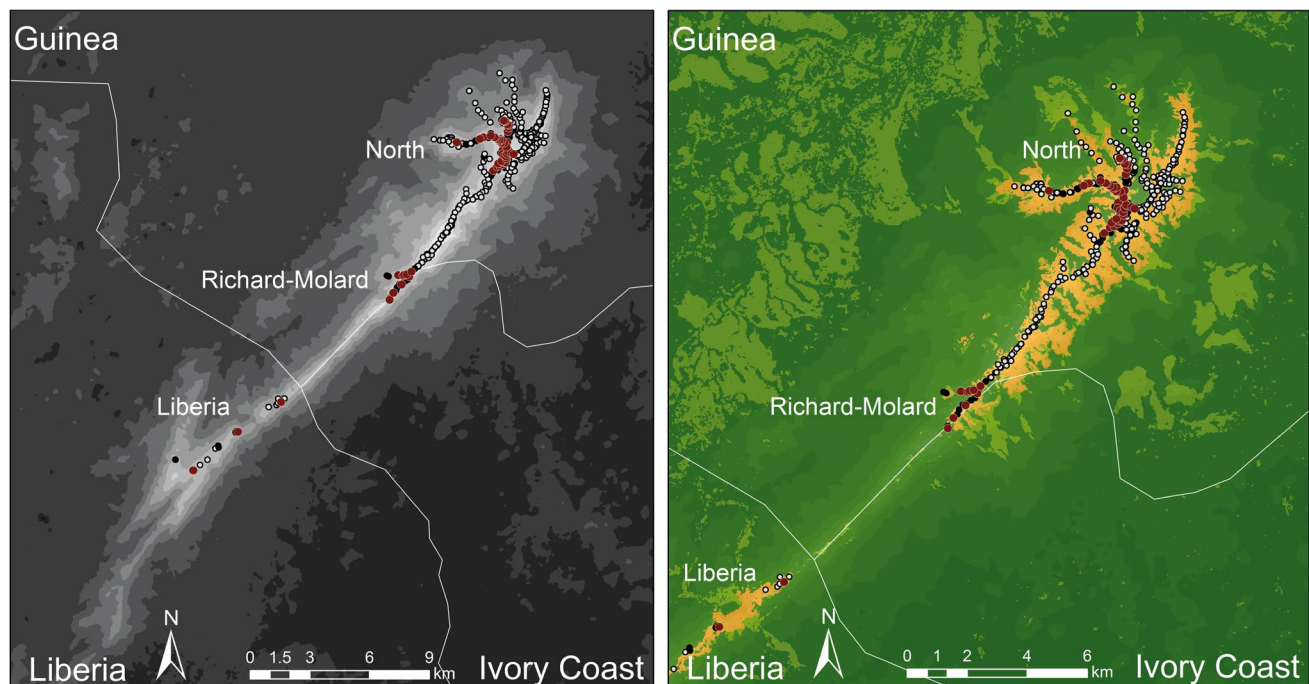 Guinea
North
Richard-Molard
Liberia
N
0 1.5 3 6 9
km
Liberia
Ivory Coast
Guinea
North
Richard-Molard
Liberia
N
0 1 2 4 6
km
Liberia
Ivory Coast